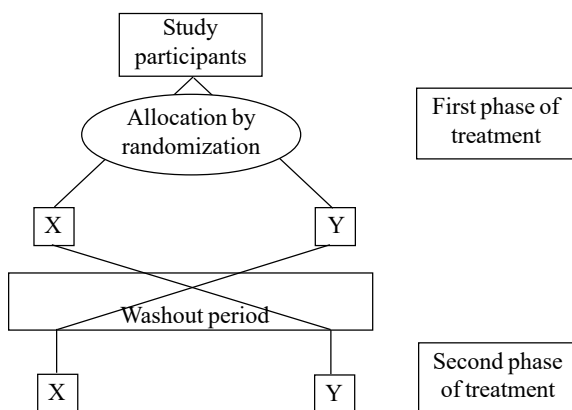 Study
participants
Allocation by
randomization
First phase of
treatment
X
Y
Washout period
X
Y
Second phase
of treatment